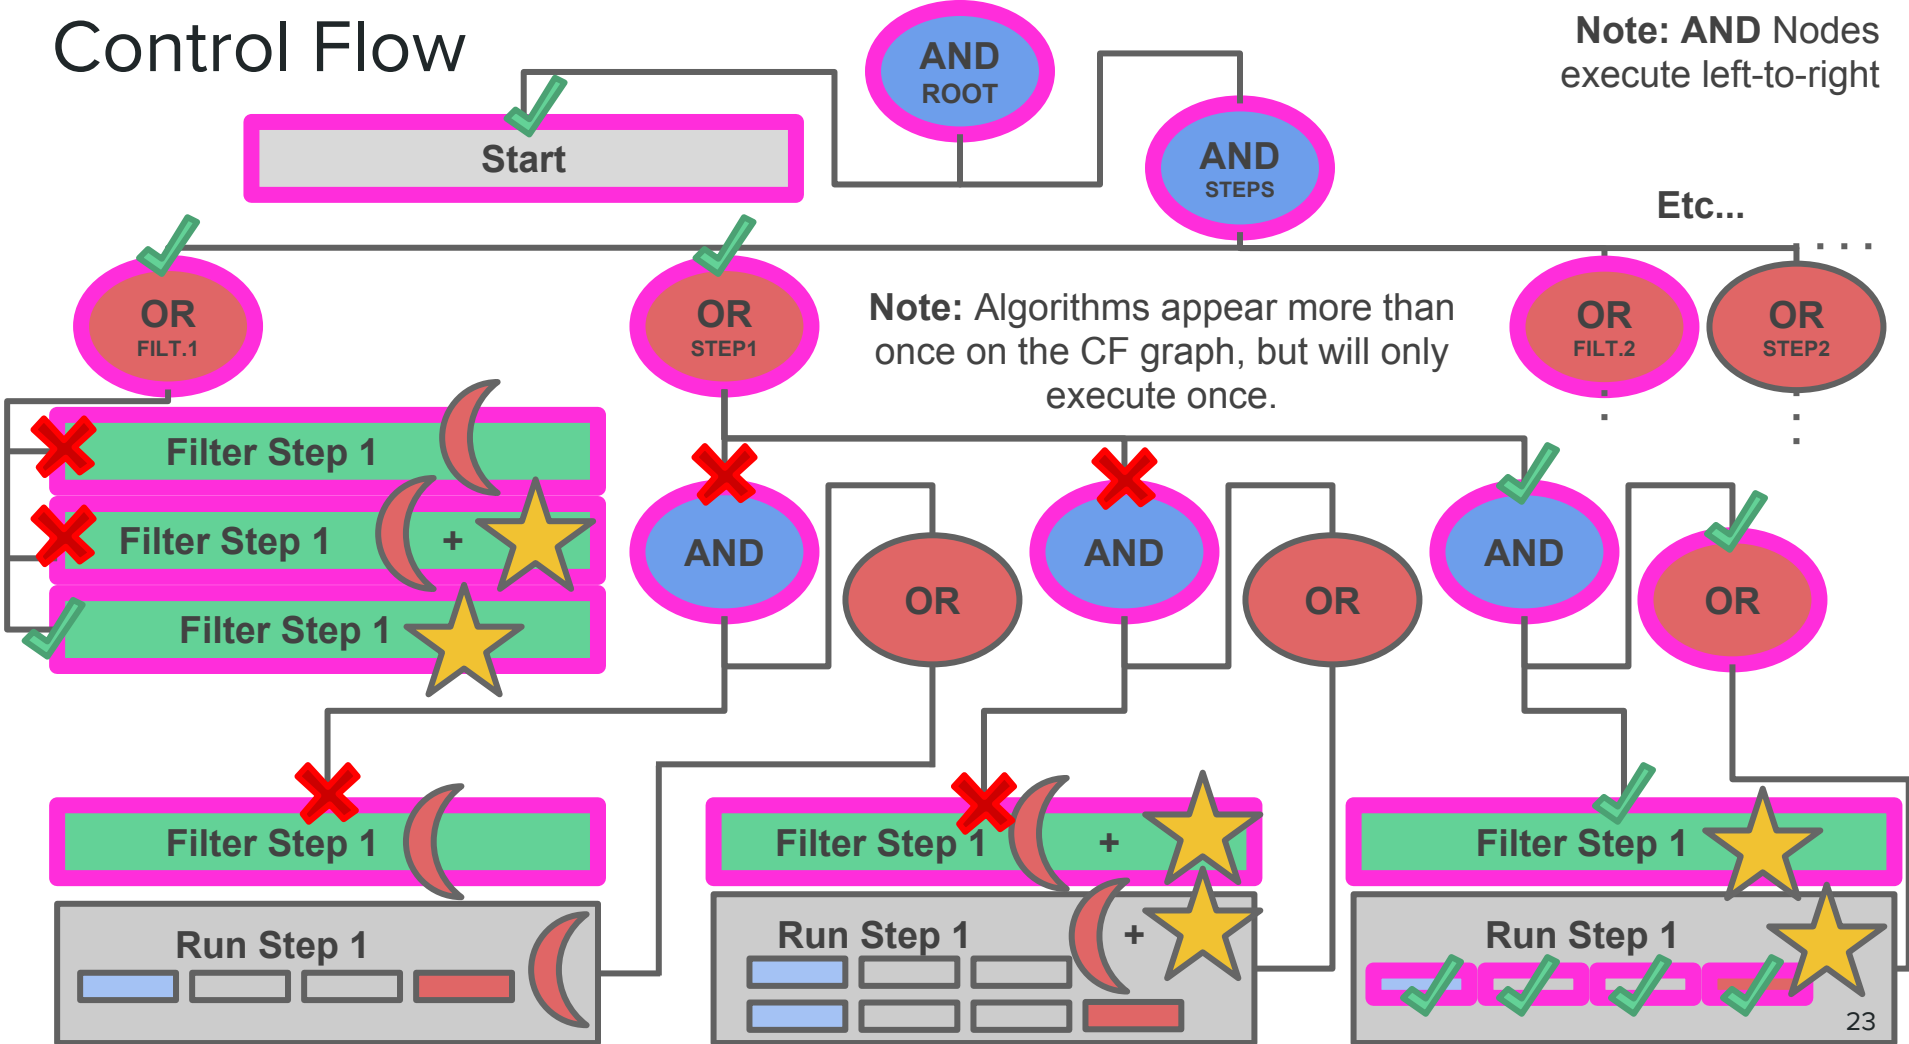 Control Flow
AND
ROOT
Note: AND Nodes
execute left-to-right
Start
AND
STEPS
Etc...
OR
FILT.1
OR
STEP1
Note: Algorithms appear more than
once on the CF graph, but will only
execute once.
OR
FILT.2
OR
STEP2
Filter Step 1
Filter Step 1 +
Filter Step 1
AND
OR
AND
OR
AND
OR
Filter Step 1
Filter Step 1 +
Filter Step 1
Run Step 1
Run Step 1 +
Run Step 1
23